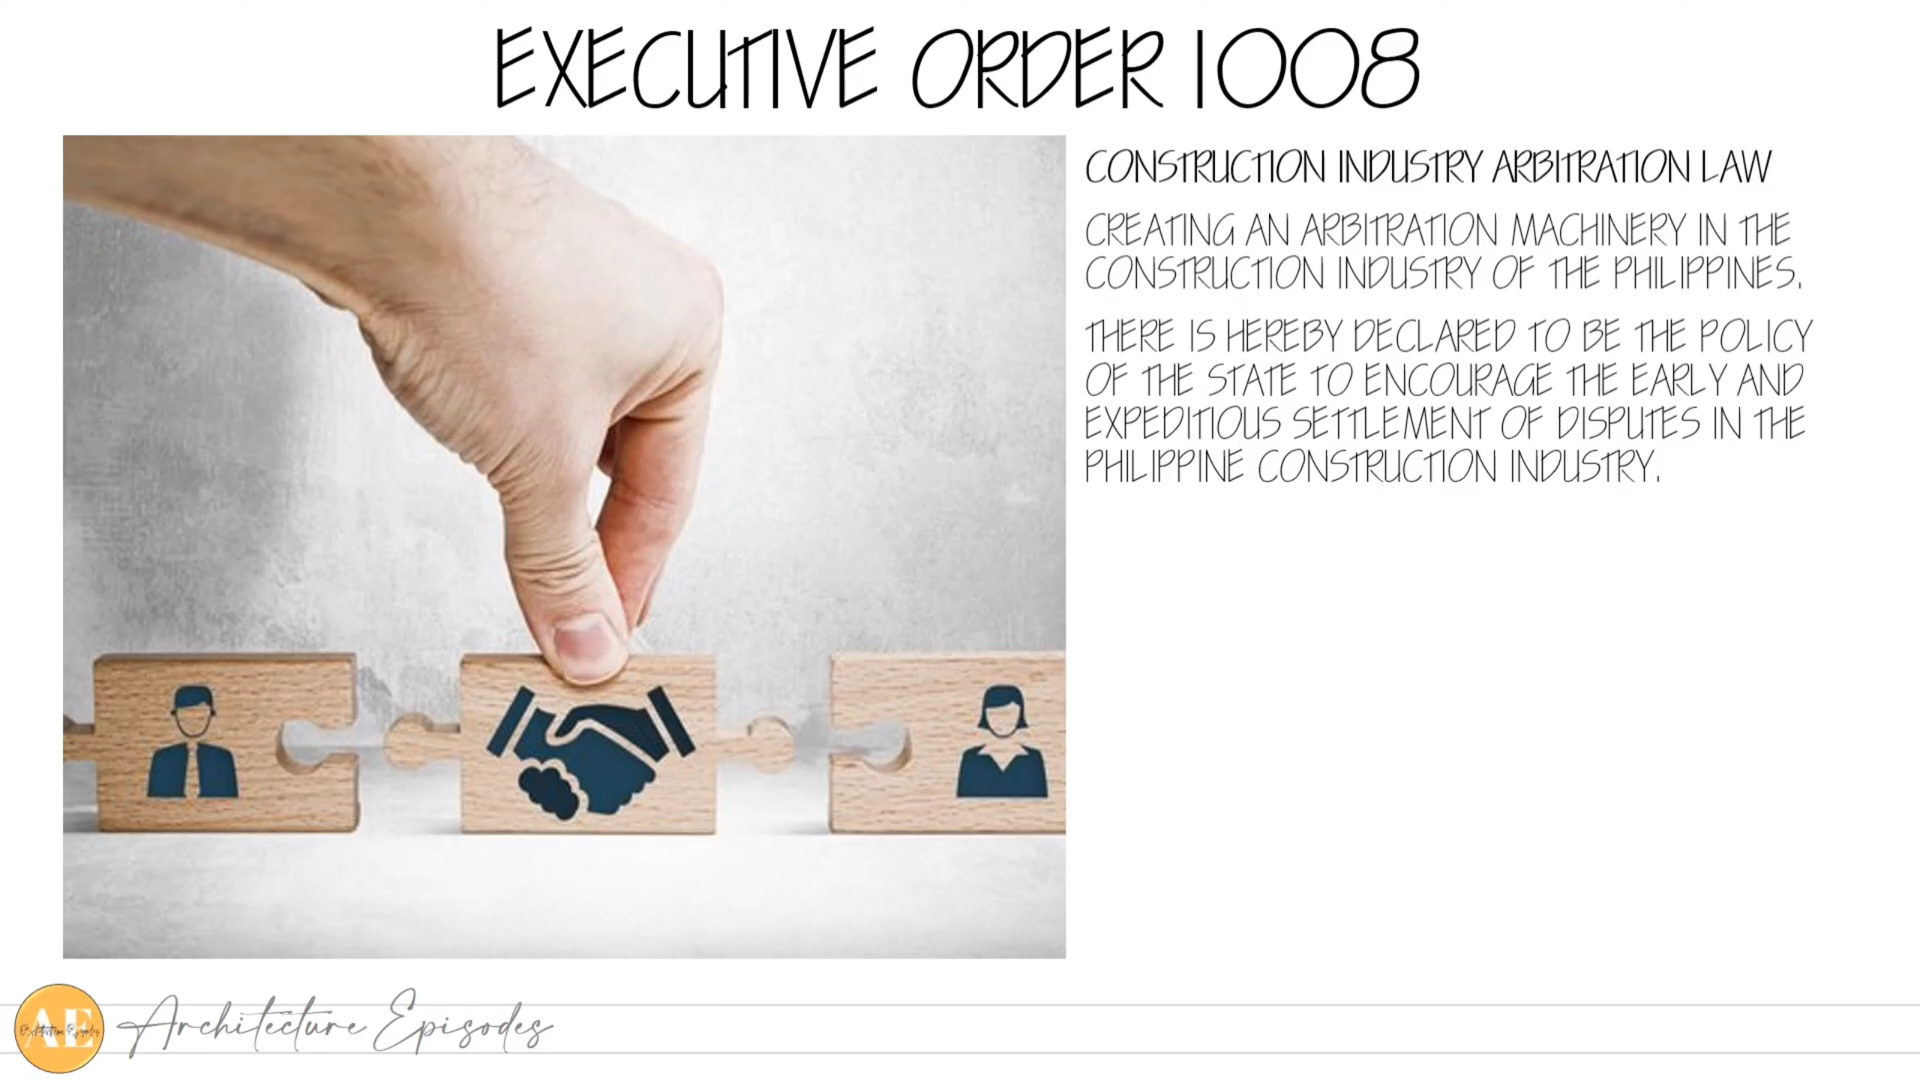 EXECUTIVE ORDER 1008
CONSTRUCTION INDUSTRY ARBITRATION LAW
CREATING AN ARBITRATION MACHINERY IN THE
CONSTRUCTION INDUSTRY OF THE PHILIPPINES.
THERE IS HEREBY DECLARED TO BE THE POLICY
OF THE STATE TO ENCOURAGE THE EARLY AND
EXPEDITIOUS SETTLEMENT OF DISPUTES IN THE
PHILIPPINE CONSTRUCTION INDUSTRY.
AE
Architecture Episodes